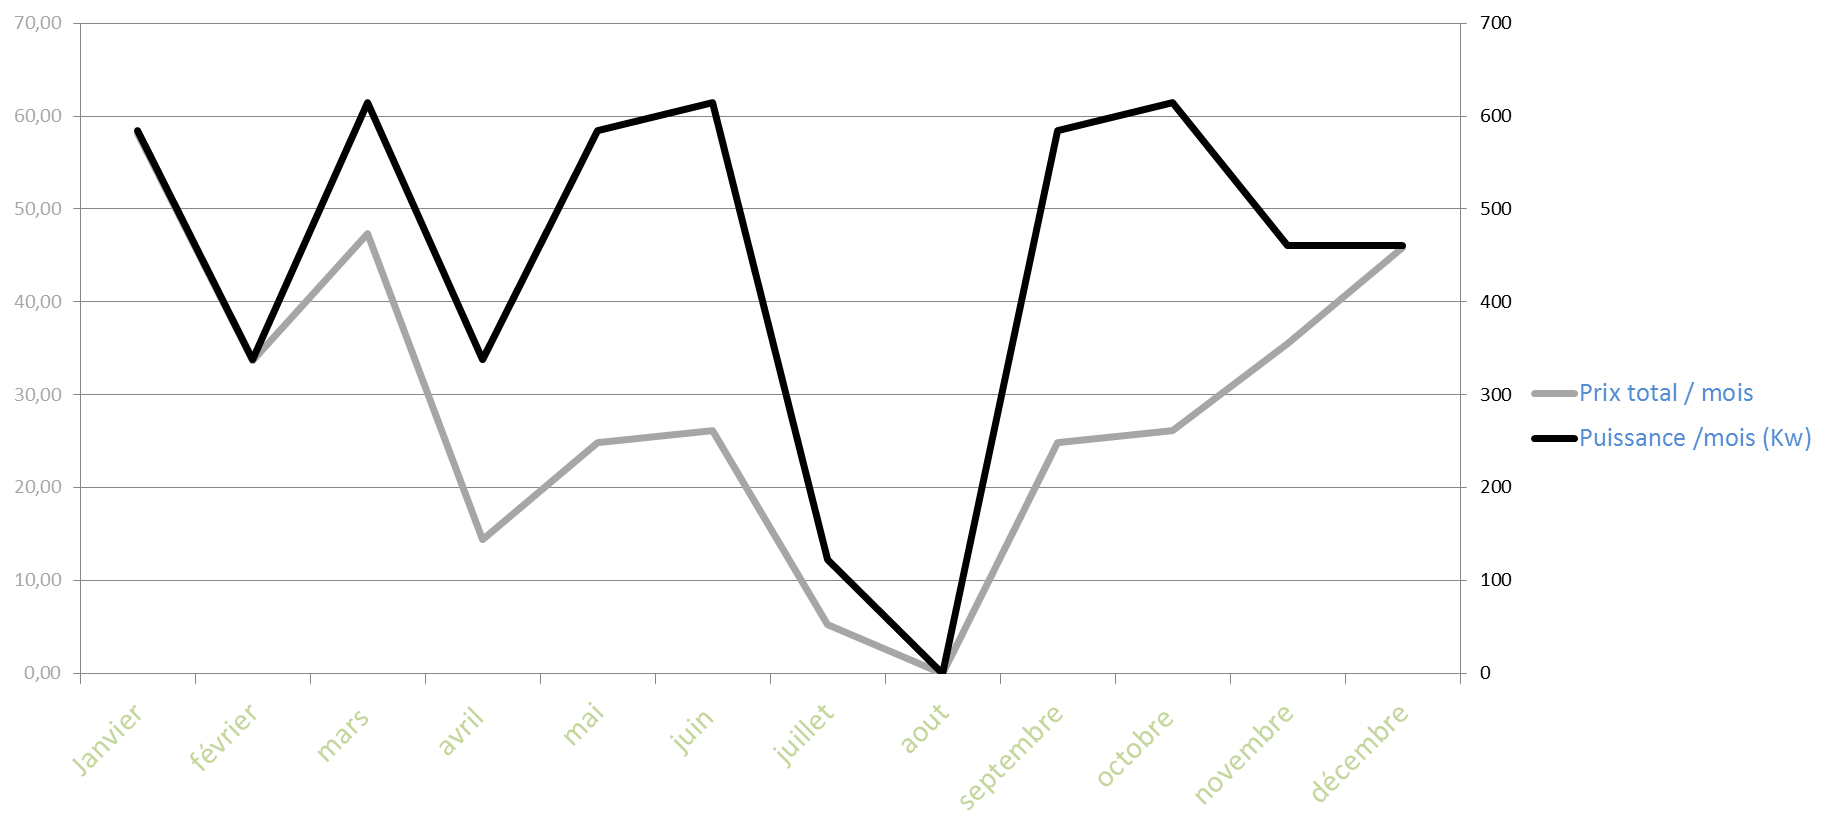 70,00
60,00
50,00
40,00
30,00
20,00
10,00
0,00
700
600
500
400
300
200
100
0
Janvier
février
mars
avril
mai
juin
juillet
aout
septembre
octobre
novembre
décembre
Prix total / mois
Puissance /mois (Kw)